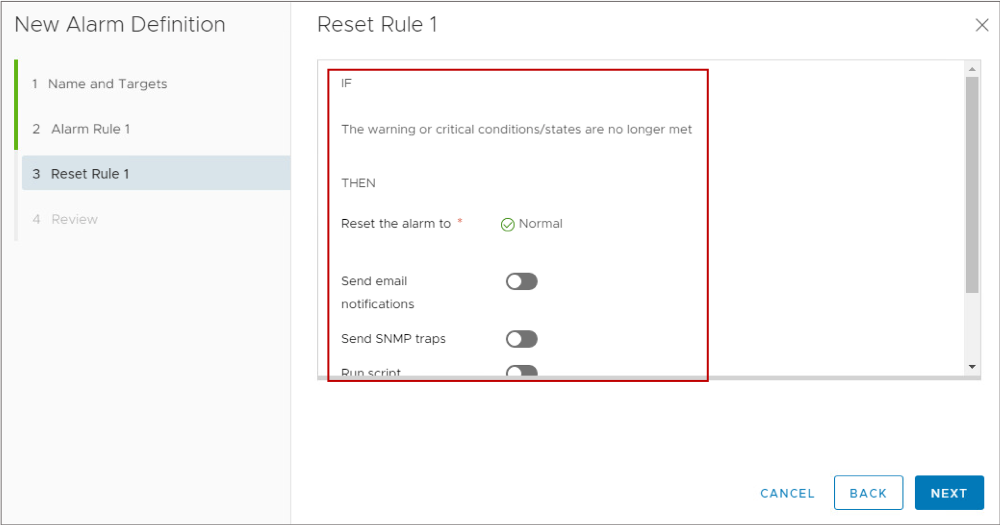 New Alarm Definition
1 Name and Targets
2 Alarm Rule 1
3 Reset Rule 1
4 Review
Reset Rule 1
IF
The warning or critical conditions/states are no longer met
THEN
Reset the alarm to * Normal
Send email
notifications
Send SNMP traps
Run script
CANCEL BACK NEXT